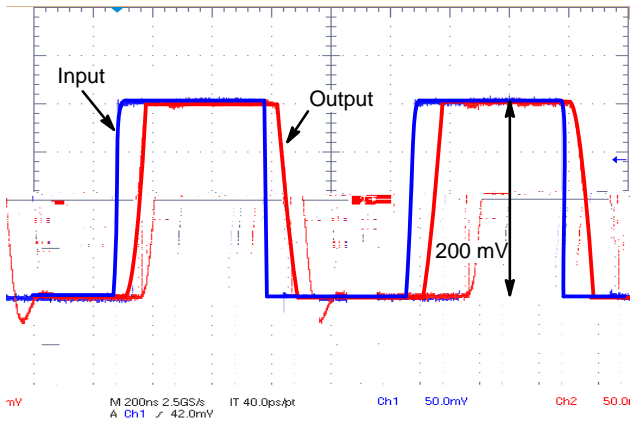 Input
Output
200 mV
mV M 200ns 2.5GS/s IT 40.0ps/pt Ch1 50.0mV Ch2 50.0
A Ch1 / 42.0mV